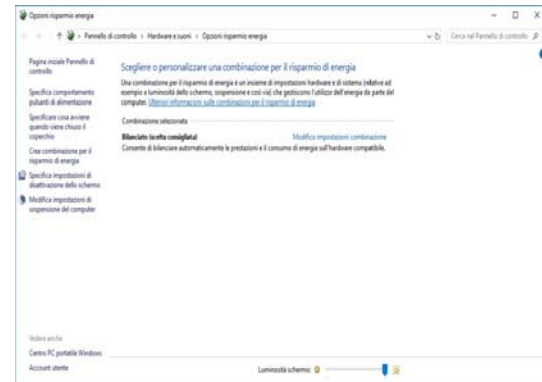 Opzioni risparmio energia
Pannello di controllo > Hardware e suoni > Opzioni risparmio energia
Cerca nel Pannello di controllo
Pagina iniziale Pannello di
controllo
Specifica comportamento
pulsanti di alimentazione
Specificare cosa avviene
quando viene chiuso il
coperchio
Crea combinazione per il
risparmio di energia
Specifica impostazioni di
disattivazione dello schermo
Modifica impostazioni di
sospensione del computer
Scegliere o personalizzare una combinazione per il risparmio di energia
Una combinazione per il risparmio di energia è un insieme di impostazioni hardware e di sistema (relative ad
esempio a luminosità dello schermo, sospensione e così via) che gestiscono l'utilizzo dell'energia da parte del
computer. Ulteriori informazioni sulle combinazioni per il risparmio di energia
Combinazione selezionata
Bilanciato (scelta consigliata) Modifica impostazioni combinazione
Consente di bilanciare automaticamente le prestazioni e il consumo di energia sull'hardware compatibile.
Vedere anche
Centro PC portatile Windows
Account utente
Luminosità schermo: